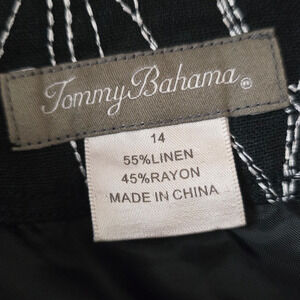 Tommy Bahama®
14
55%LINEN
45%RAYON
MADE IN CHINA